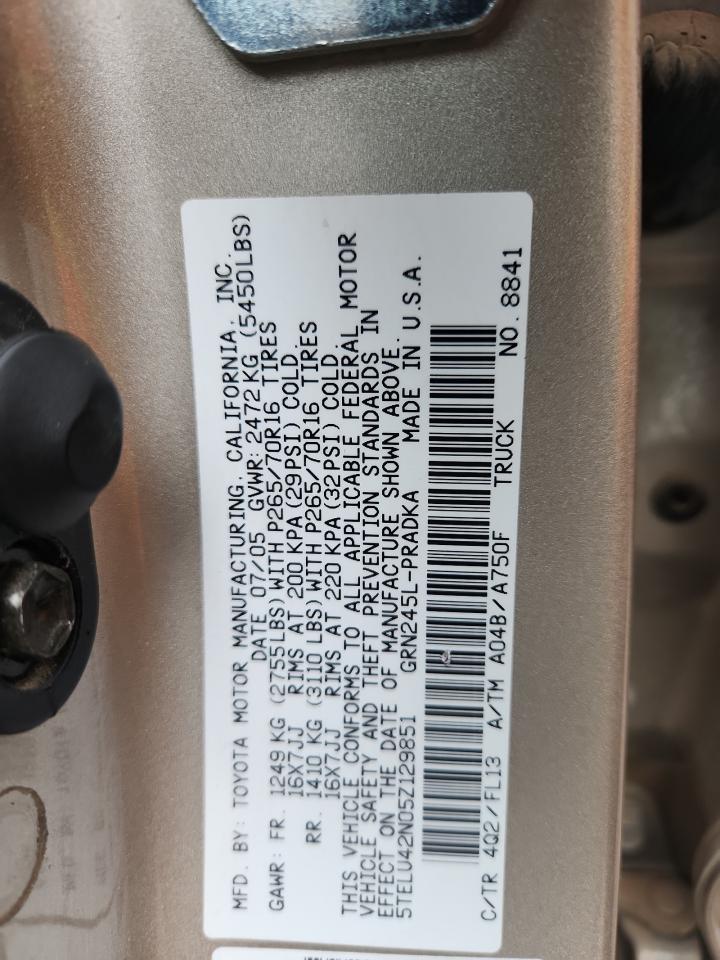 MFD. BY: TOYOTA MOTOR MANUFACTURING, CALIFORNIA, INC.
DATE 07/05 GVWR: 2472 KG (5450LBS)
GAWR: FR. 1249 KG (2755LBS) WITH P265/70R16 TIRES
16X7JJ RIMS AT 200 KPA (29PSI) COLD.
RR. 1410 KG (3110 LBS) WITH P265/70R16 TIRES
16X7JJ RIMS AT 220 KPA (32 PSI) COLD.
THIS VEHICLE CONFORMS TO ALL APPLICABLE FEDERAL MOTOR
VEHICLE SAFETY AND THEFT PREVENTION STANDARDS IN
EFFECT ON THE DATE OF MANUFACTURE SHOWN ABOVE.
5TELU42N05Z129851 GRN245L-PRADKA MADE IN U.S.A.
C/TR 4Q2/FL13 A/TM A04B/A750F TRUCK NO. 8841